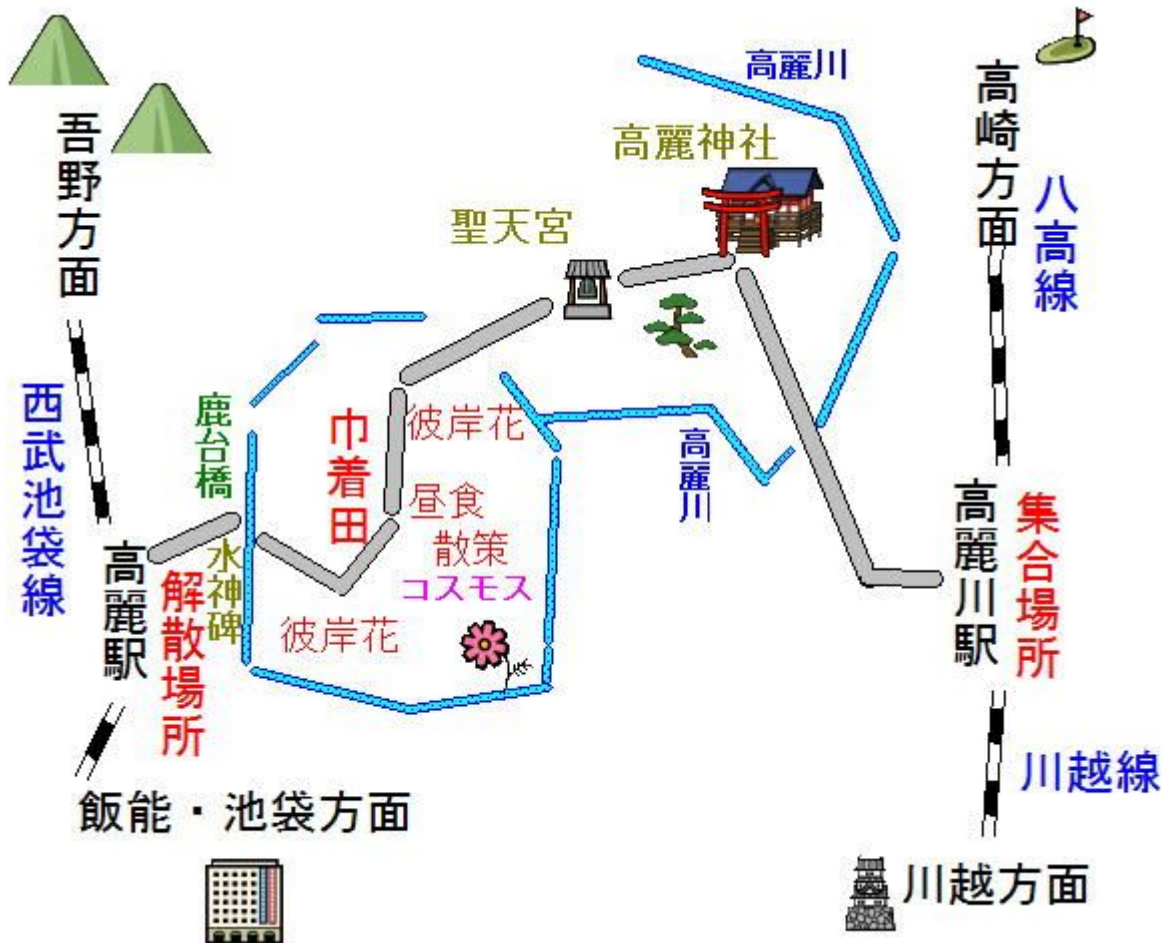 高麗川
高崎方面
八高線
高麗神社
吾野方面
聖天宮
西武池袋線
鹿台橋
巾着田
彼岸花
高麗川
昼食
散策
コスモス
高麗川駅
集合場所
高麗駅
解散場所
水神碑
彼岸花
川越線
飯能・池袋方面
川越方面